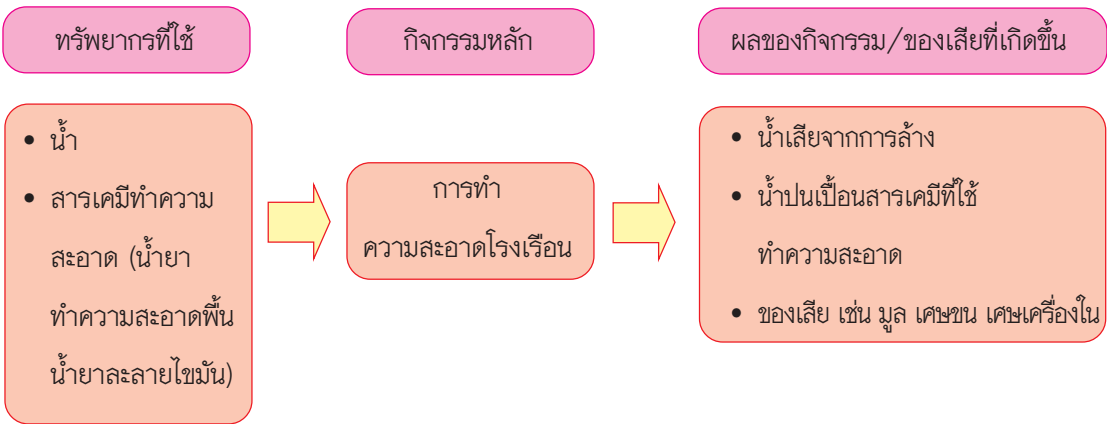 ทรัพยากรที่ใช้
กิจกรรมหลัก
ผลของกิจกรรม/ของเสียที่เกิดขึ้น
• น้ำ
• สารเคมีทำความ
สะอาด (น้ำยา
ทำความสะอาดพื้น
น้ำยาละลายไขมัน)
การทำ
ความสะอาดโรงเรือน
• น้ำเสียจากการล้าง
• น้ำปนเปื้อนสารเคมีที่ใช้
ทำความสะอาด
• ของเสีย เช่น มูล เศษขน เศษเครื่องใน